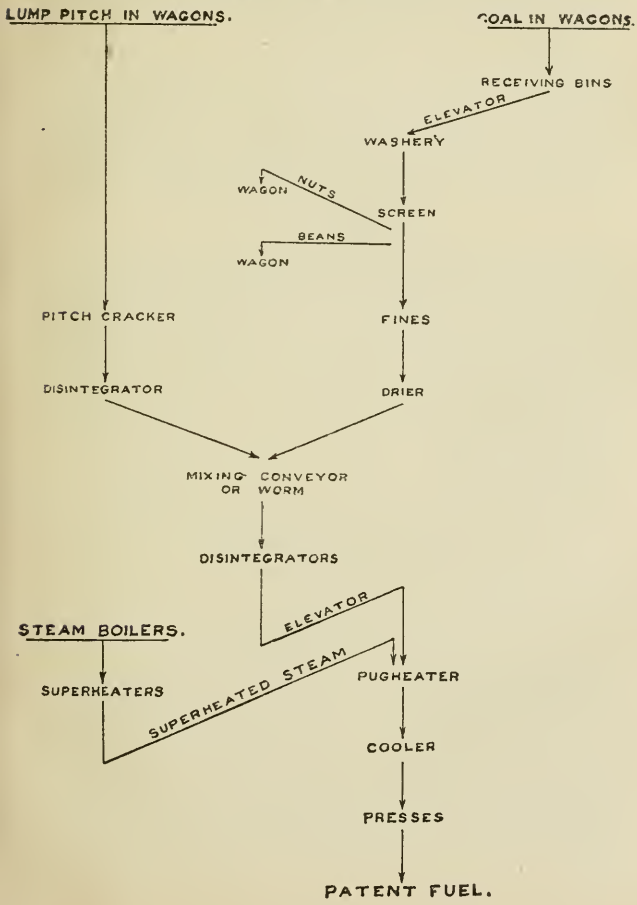 LUMP PITCH IN WAGONS.
COAL IN WAGONS.
RECEIVING BINS
ELEVATOR
WASHERY
NUTS
WAGON
SCREEN
BEANS
WAGON
PITCH CRACKER
FINES
DISINTEGRATOR
DRIER
MIXING CONVEYOR
OR WORM
DISINTEGRATORS
ELEVATOR
STEAM BOILERS.
SUPERHEATED STEAM
PUGHEATER
SUPERHEATERS
COOLER
PRESSES
PATENT FUEL.